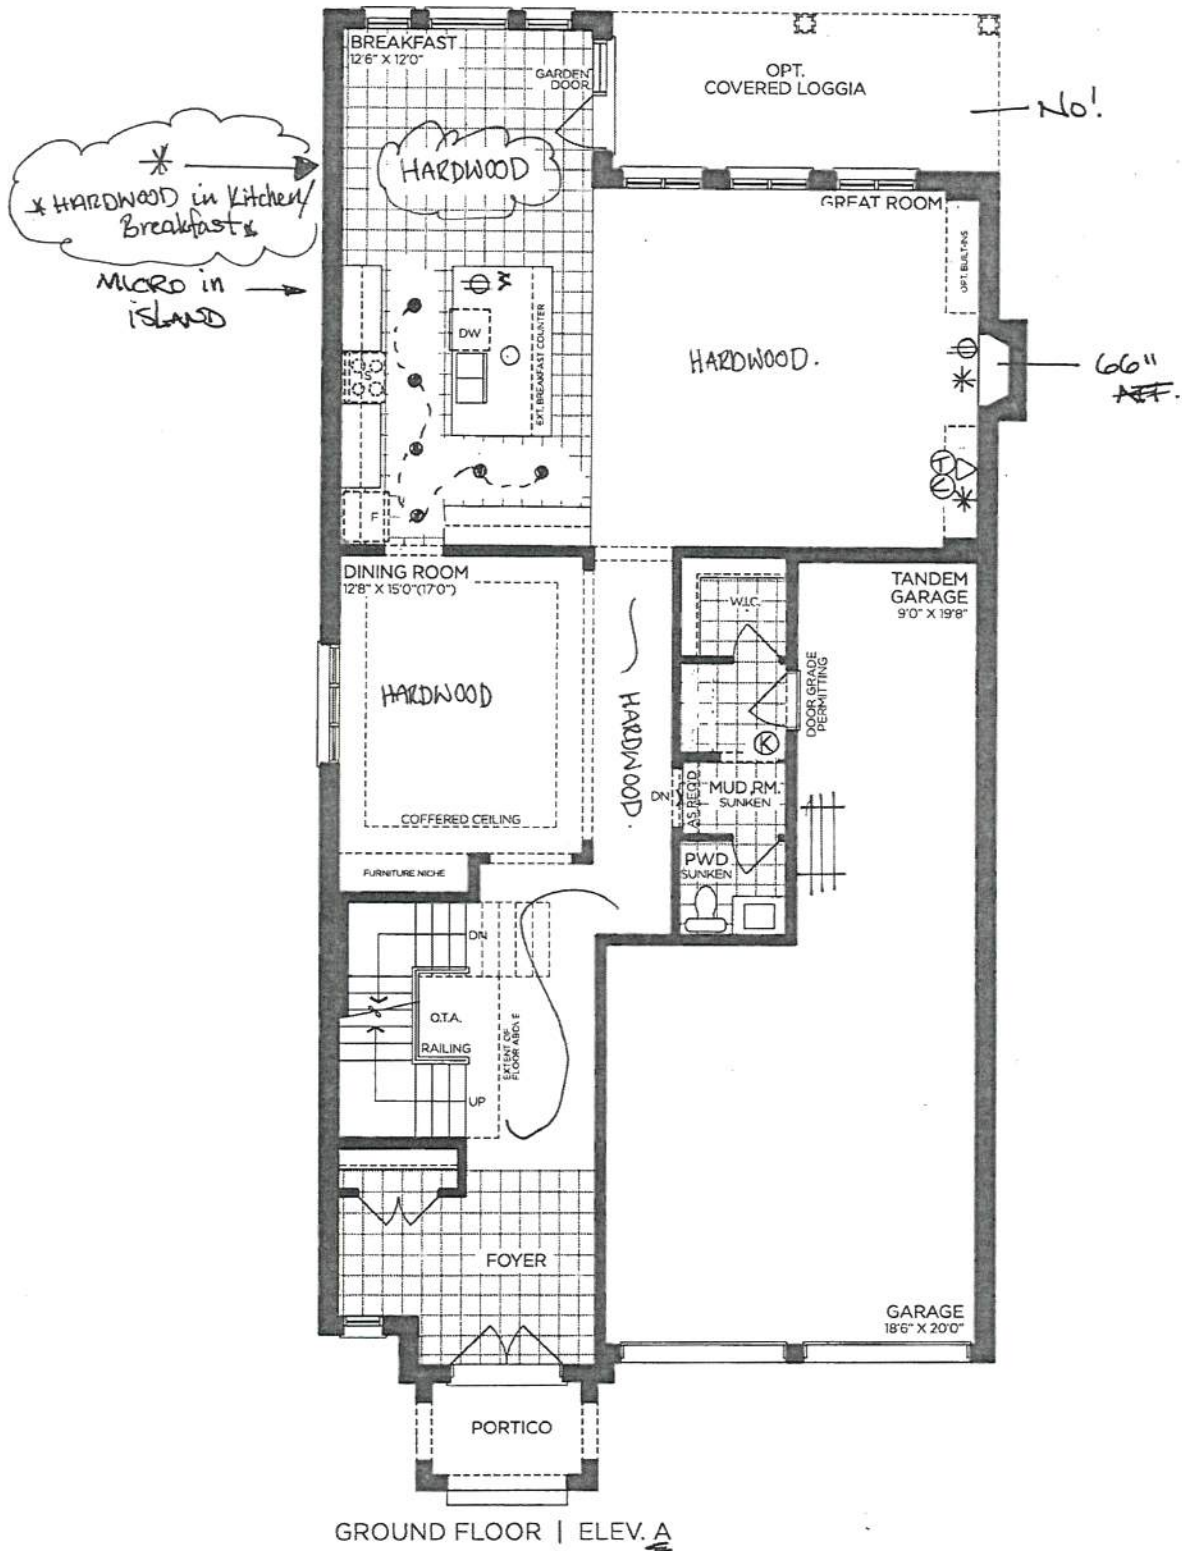 BREAKFAST
12'6" X 12'0"
GARDEN
DOOR
OPT.
COVERED LOGGIA
No!
HARDWOOD
* HARDWOOD in Kitchen/
Breakfast *
MICRO in
ISLAND
GREAT ROOM
OPT. BUILT-INS
DW
EXT. BREAKFAST COUNTER
S
HARDWOOD.
66"
AFF.
F
T
V
DINING ROOM
12'8" X 15'0"(17'0")
W.I.C.
TANDEM
GARAGE
9'0" X 19'8"
DOOR GRADE
PERMITTING
HARDWOOD
HARDWOOD.
K
DN
AS REQ'D
MUD RM.
SUNKEN
COFFERED CEILING
PWD
SUNKEN
FURNITURE NICHE
DN
O.T.A.
RAILING
EXTENT OF
FLOOR ABOVE
UP
FOYER
GARAGE
18'6" X 20'0"
PORTICO
GROUND FLOOR | ELEV. A